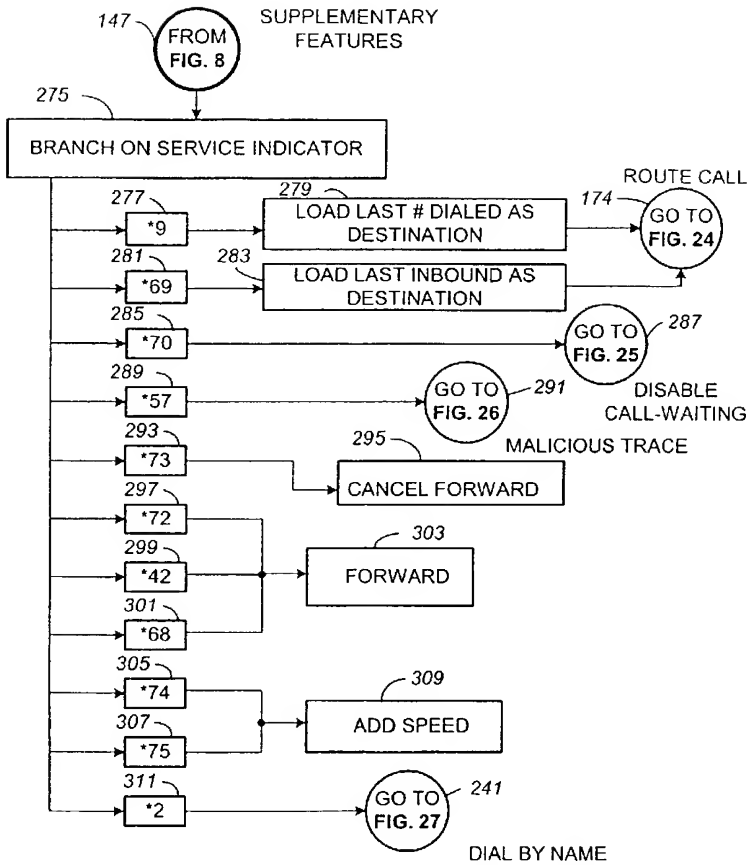 147
FROM
FIG. 8
SUPPLEMENTARY
FEATURES
275
BRANCH ON SERVICE INDICATOR
277
*9
279
LOAD LAST # DIALED AS
DESTINATION
ROUTE CALL
174
GO TO
FIG. 24
281
*69
283
LOAD LAST INBOUND AS
DESTINATION
285
*70
GO TO
FIG. 25
287
DISABLE
CALL-WAITING
289
*57
GO TO
FIG. 26
291
MALICIOUS TRACE
293
*73
295
CANCEL FORWARD
297
*72
299
*42
301
*68
303
FORWARD
305
*74
307
*75
309
ADD SPEED
311
*2
GO TO
FIG. 27
241
DIAL BY NAME